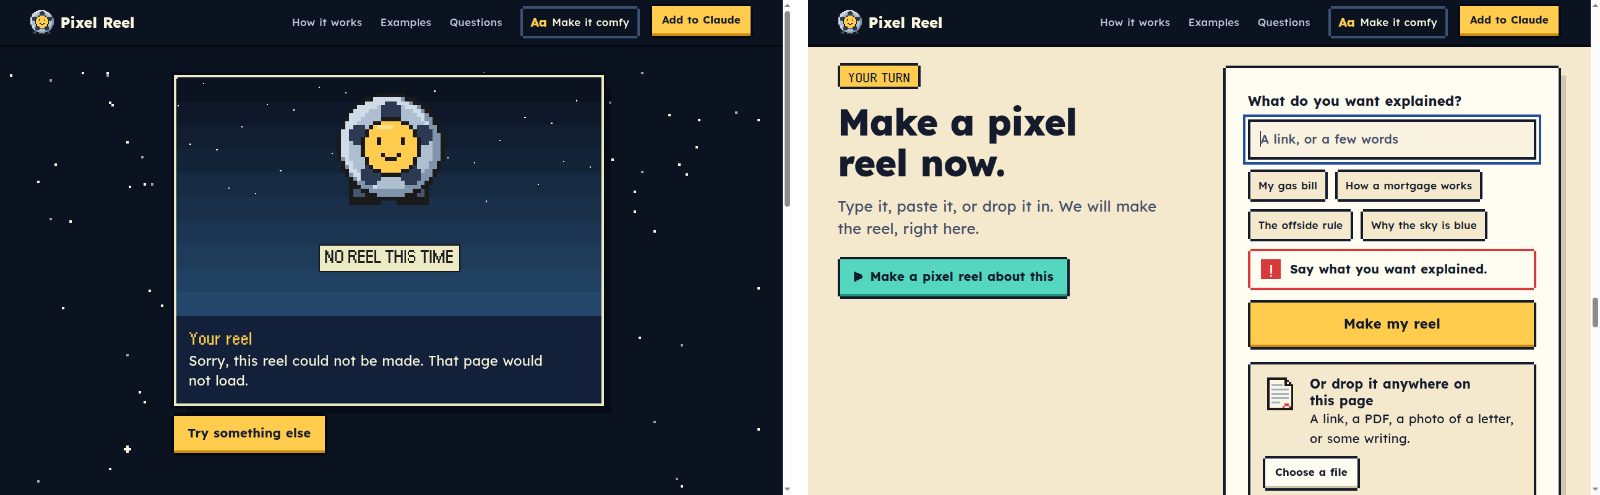 Pixel Reel
How it works
Examples
Questions
Aa Make it comfy
Add to Claude
NO REEL THIS TIME
Your reel
Sorry, this reel could not be made. That page would
not load.
Try something else
Pixel Reel
How it works
Examples
Questions
Aa Make it comfy
Add to Claude
YOUR TURN
Make a pixel
reel now.
Type it, paste it, or drop it in. We will make
the reel, right here.
Make a pixel reel about this
What do you want explained?
A link, or a few words
My gas bill
How a mortgage works
The offside rule
Why the sky is blue
! Say what you want explained.
Make my reel
Or drop it anywhere on
this page
A link, a PDF, a photo of a letter,
or some writing.
Choose a file